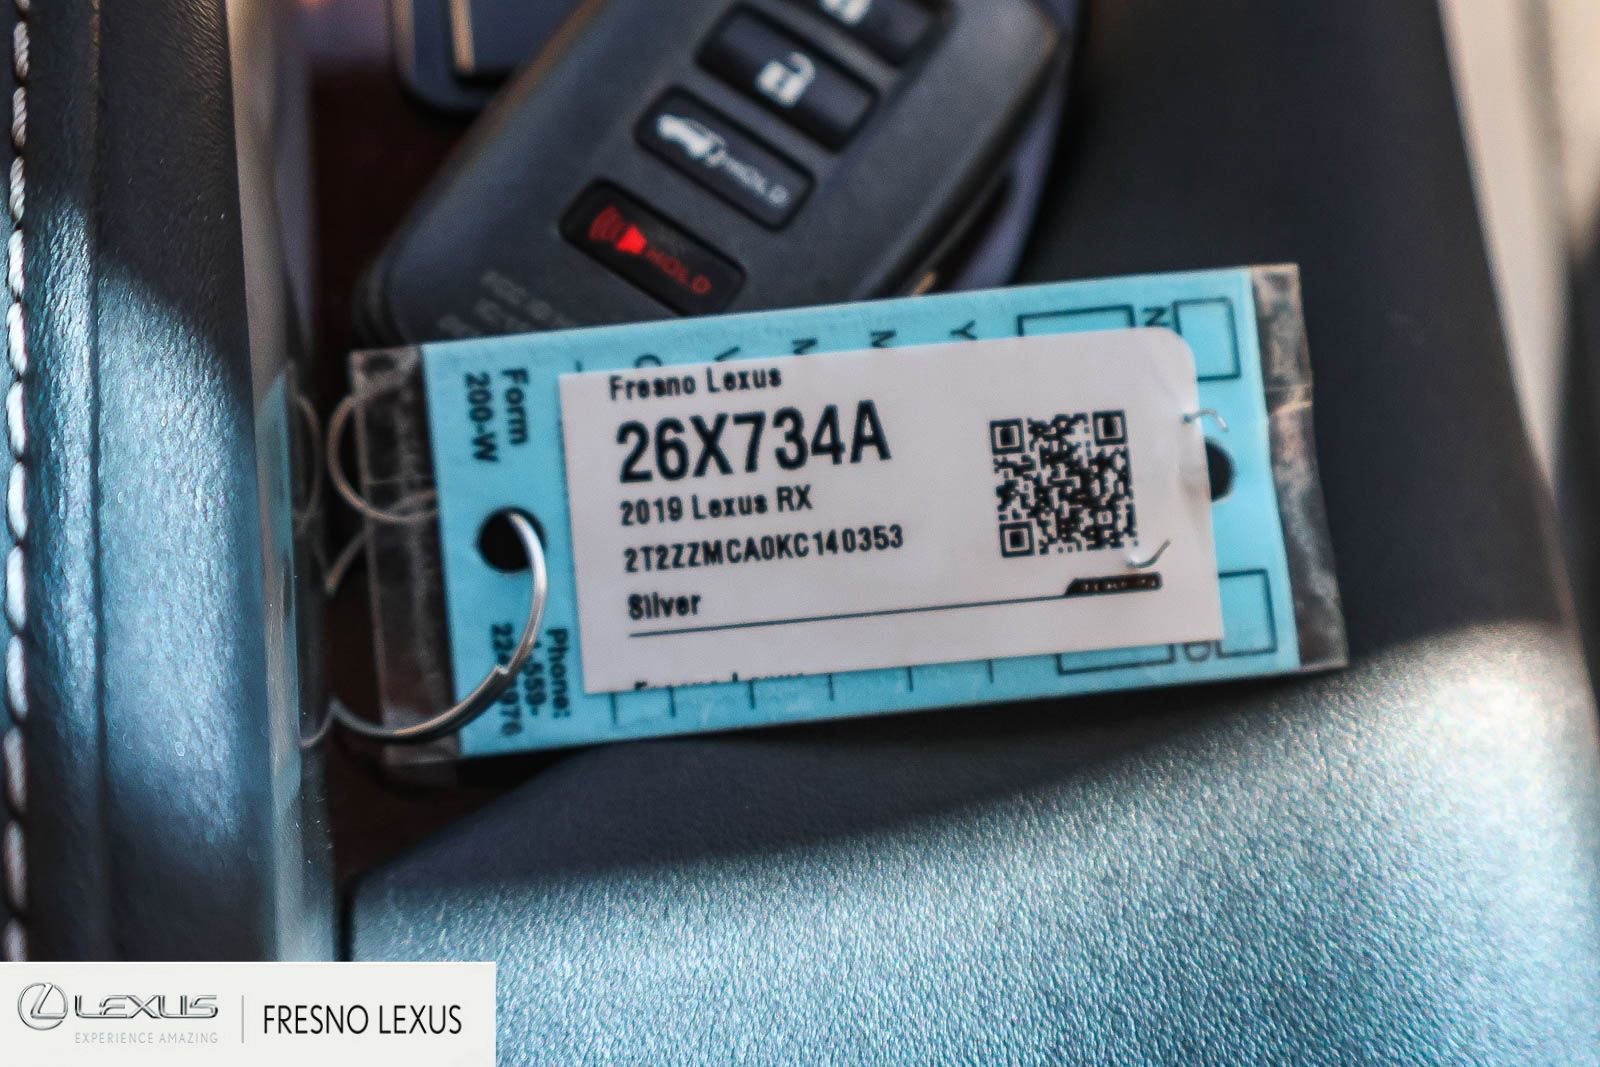 HOLD
HOLD
Form
200-W
Phone:
Fresno Lexus
26X734A
2019 Lexus RX
2T2ZZMCA0KC140353
Silver
LEXUS
EXPERIENCE AMAZING
FRESNO LEXUS